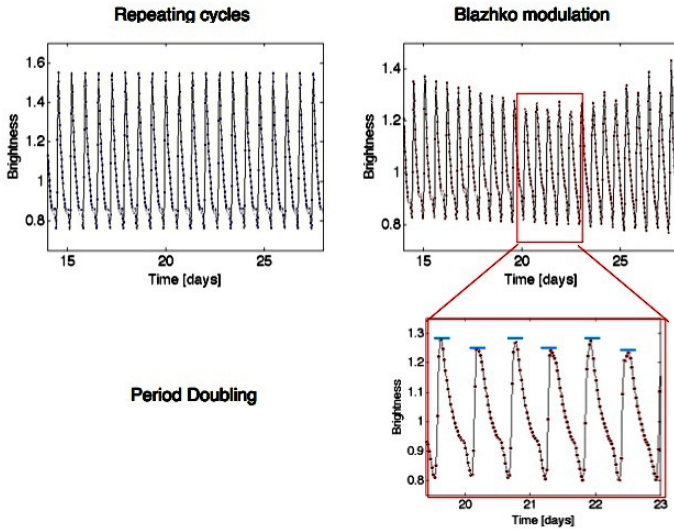 Repeating cycles
Blazhko modulation
1.6
1.4
1.2
1
0.8
Brightness
15
20
25
Time [days]
1.4
1.2
1
0.8
Brightness
15
20
25
Time [days]
Period Doubling
1.3
1.2
1.1
1.0
0.9
0.8
Brightness
20
21
22
23
Time [days]